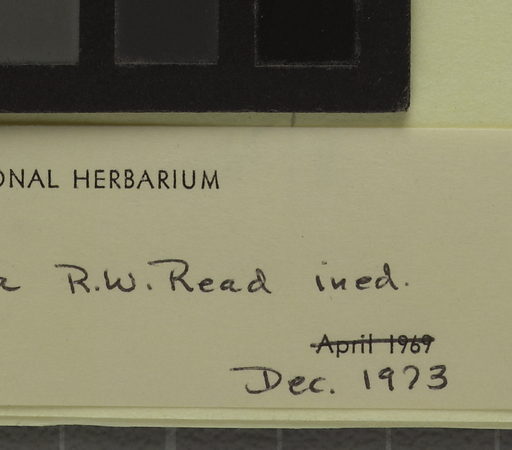 ONAL HERBARIUM
a R.W. Read ined.
April 1969
Dec. 1973